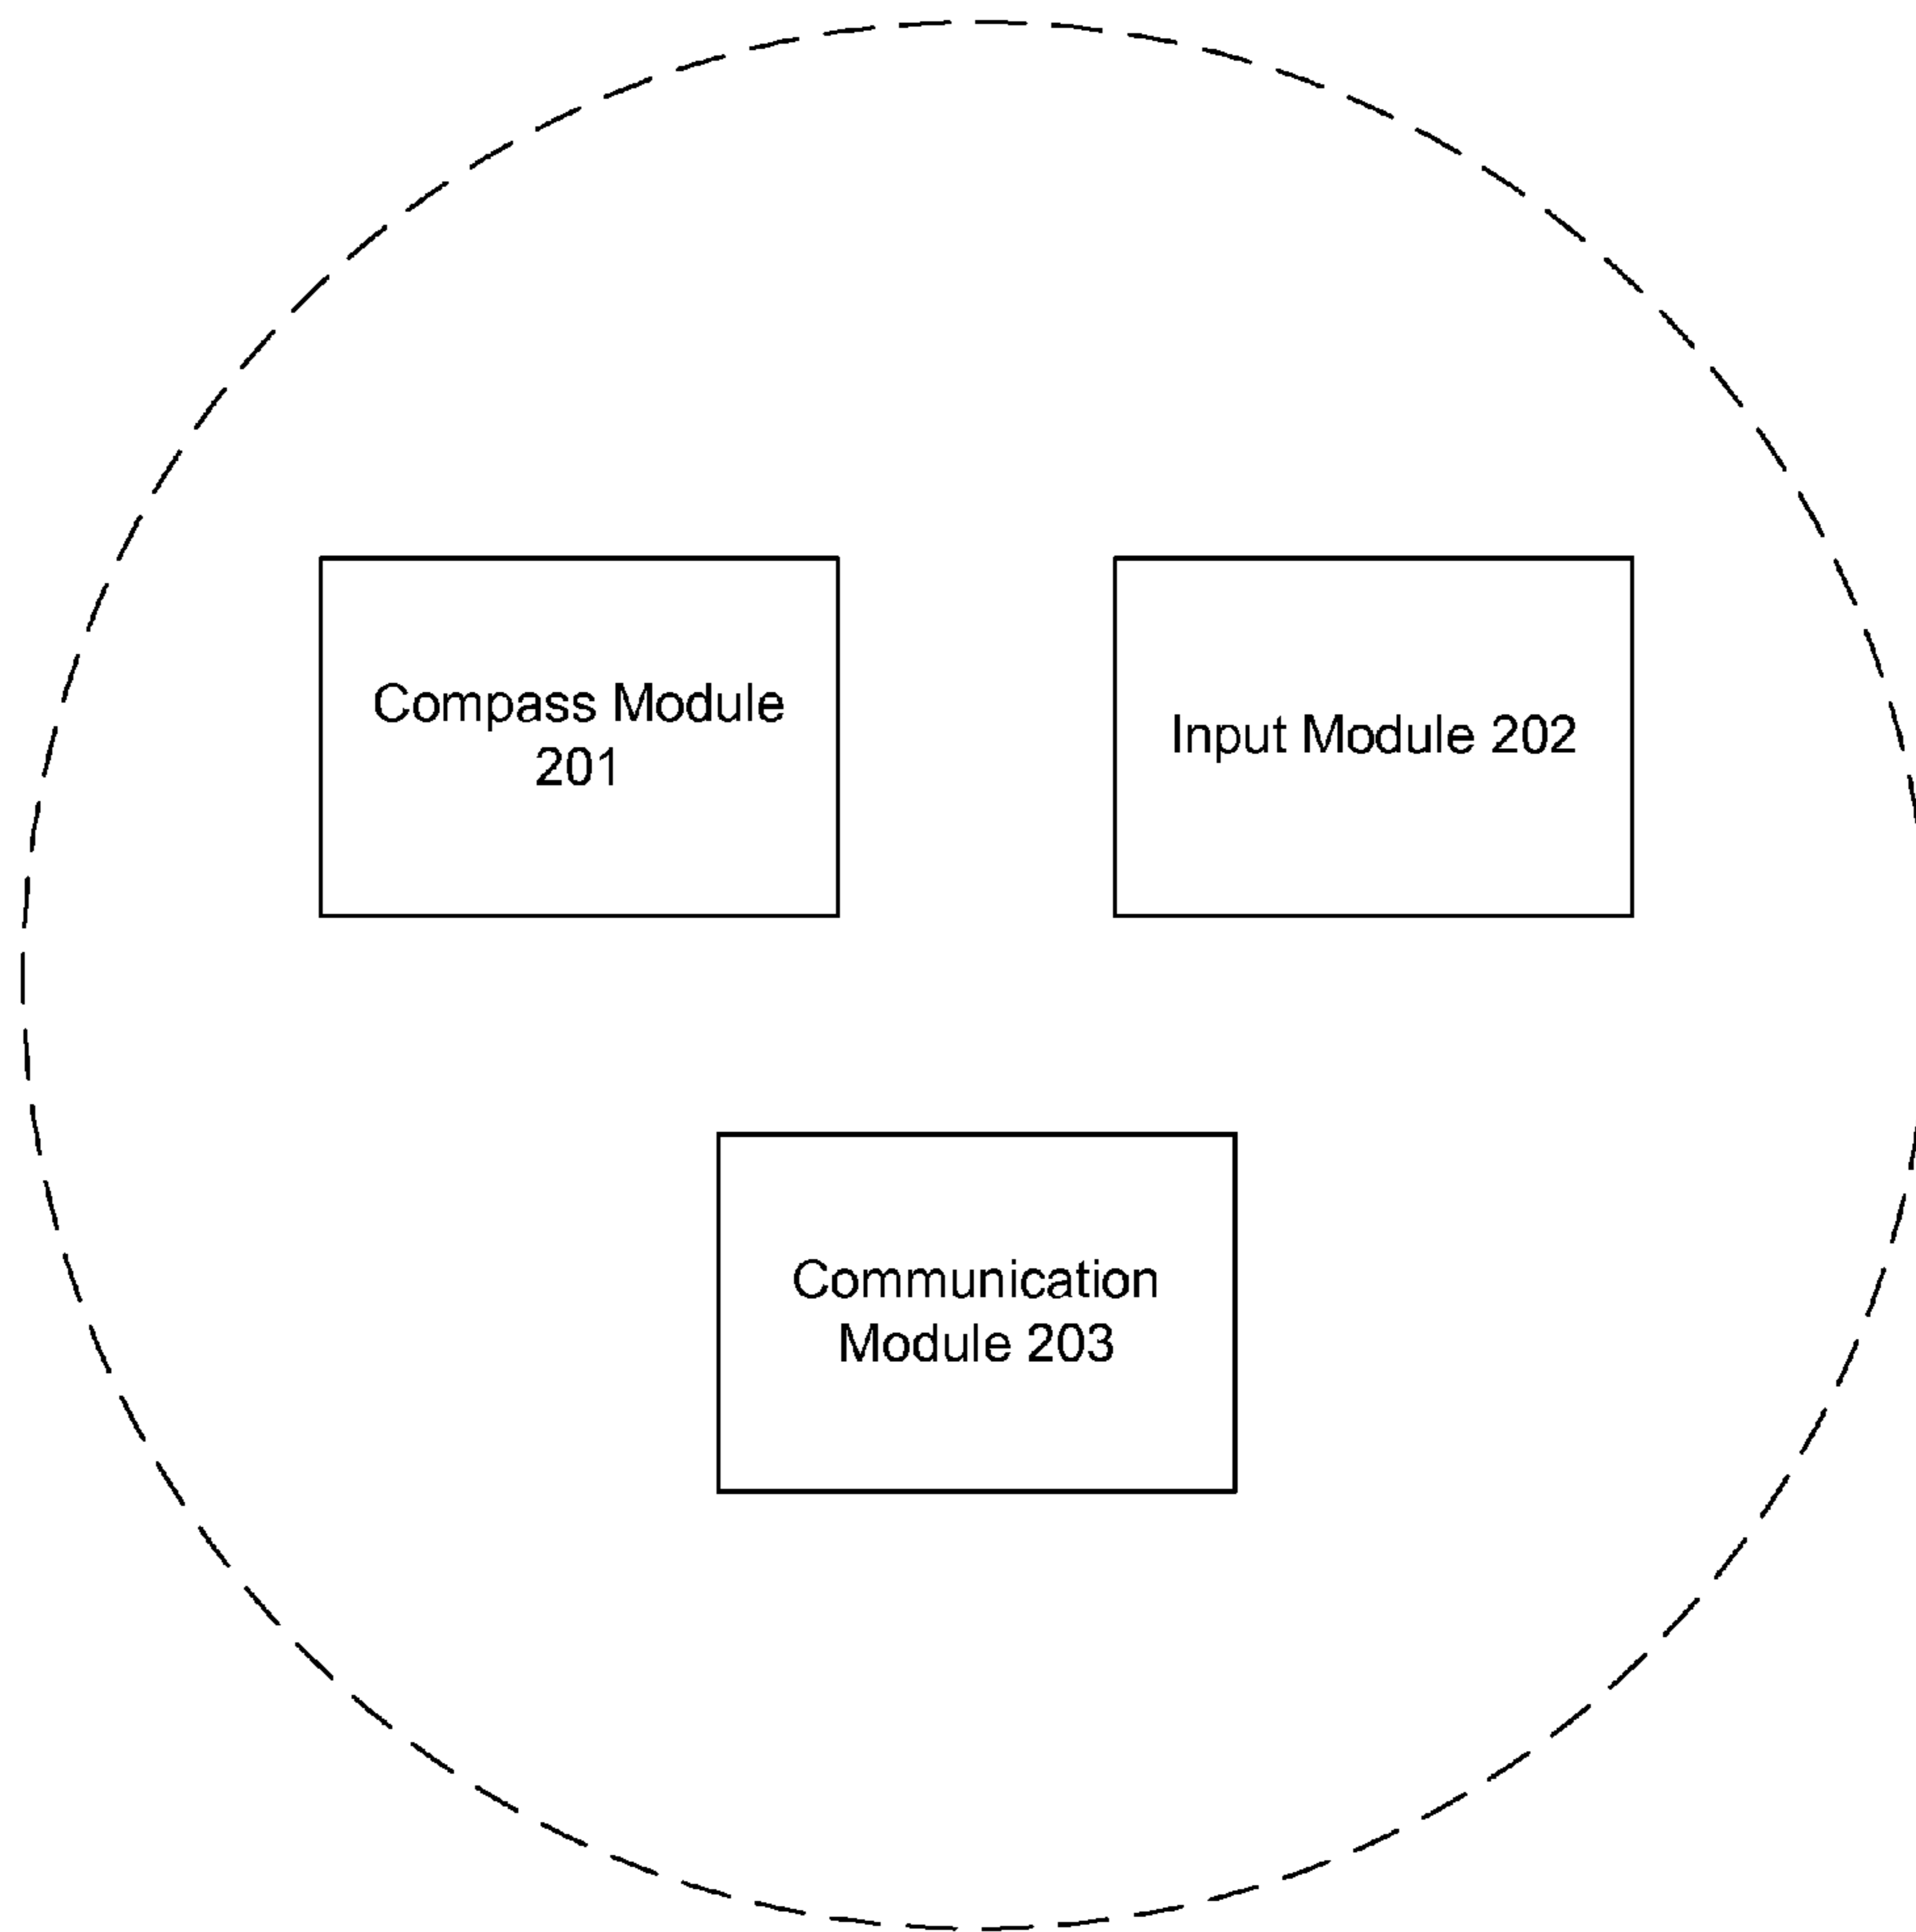 Compass Module
201
Input Module 202
Communication
Module 203